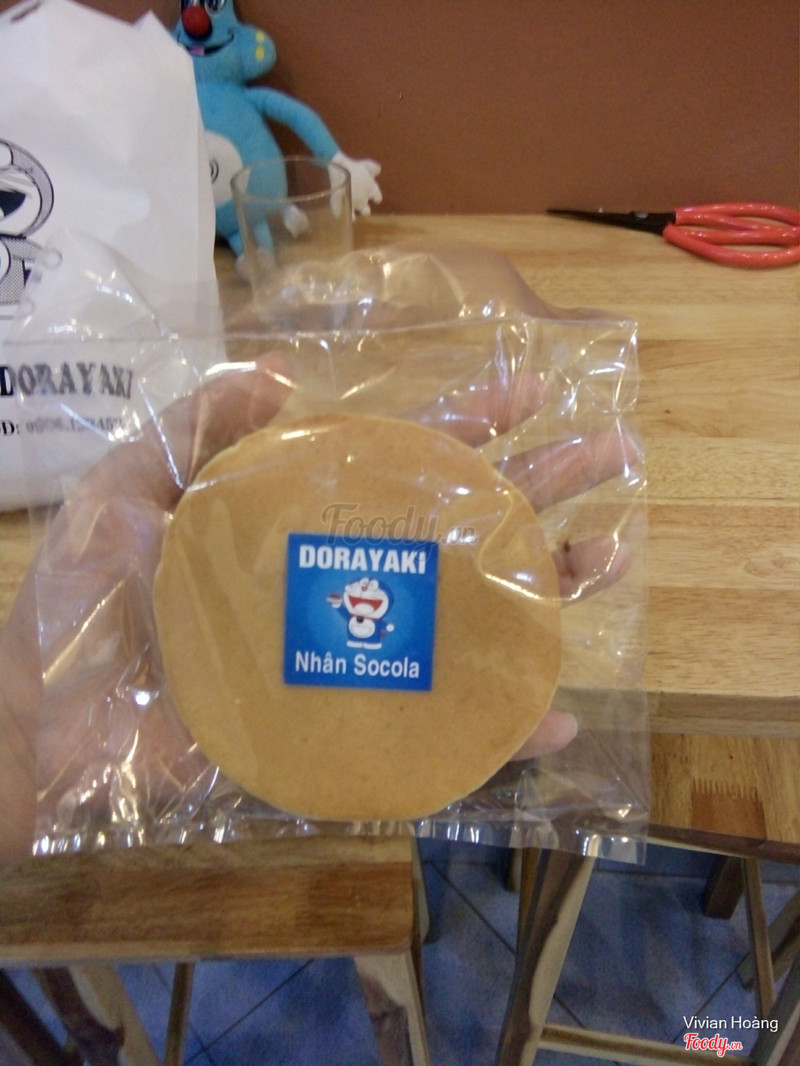 DORAYAKI
Foody.vn
DORAYAKi
Nhân Socola
Vivian Hoàng
Foody.vn